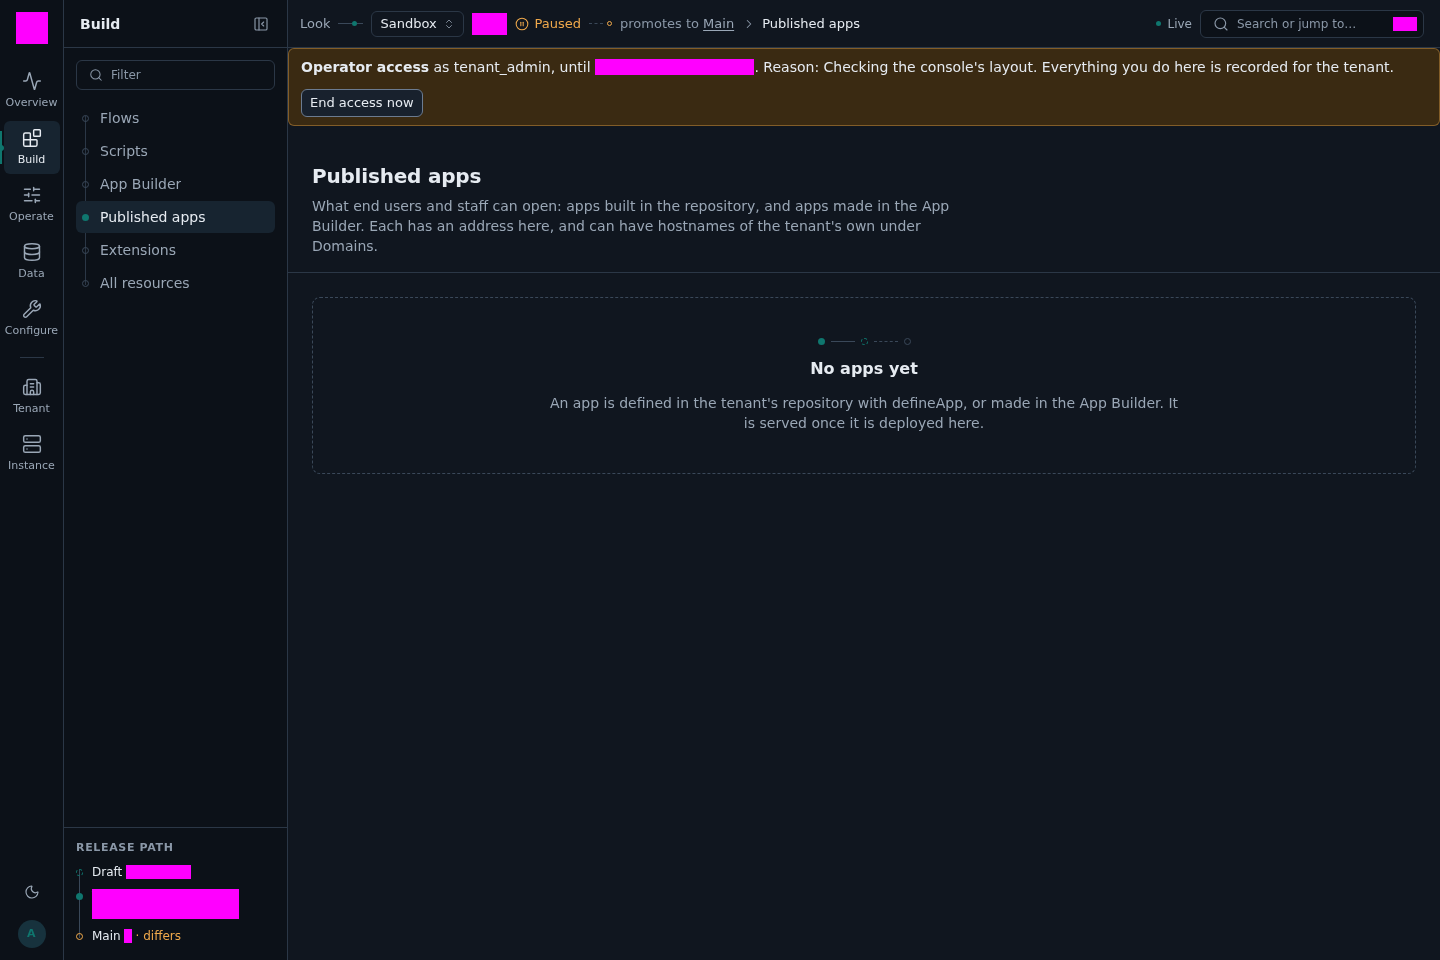 Build
Look
Sandbox
Paused
promotes to Main
Published apps
Live
Search or jump to...
Operator access as tenant_admin, until . Reason: Checking the console's layout. Everything you do here is recorded for the tenant.
End access now
Overview
Build
Operate
Data
Configure
Tenant
Instance
A
Filter
Flows
Scripts
App Builder
Published apps
Extensions
All resources
RELEASE PATH
Draft
Main · differs
Published apps
What end users and staff can open: apps built in the repository, and apps made in the App
Builder. Each has an address here, and can have hostnames of the tenant's own under
Domains.
No apps yet
An app is defined in the tenant's repository with defineApp, or made in the App Builder. It
is served once it is deployed here.